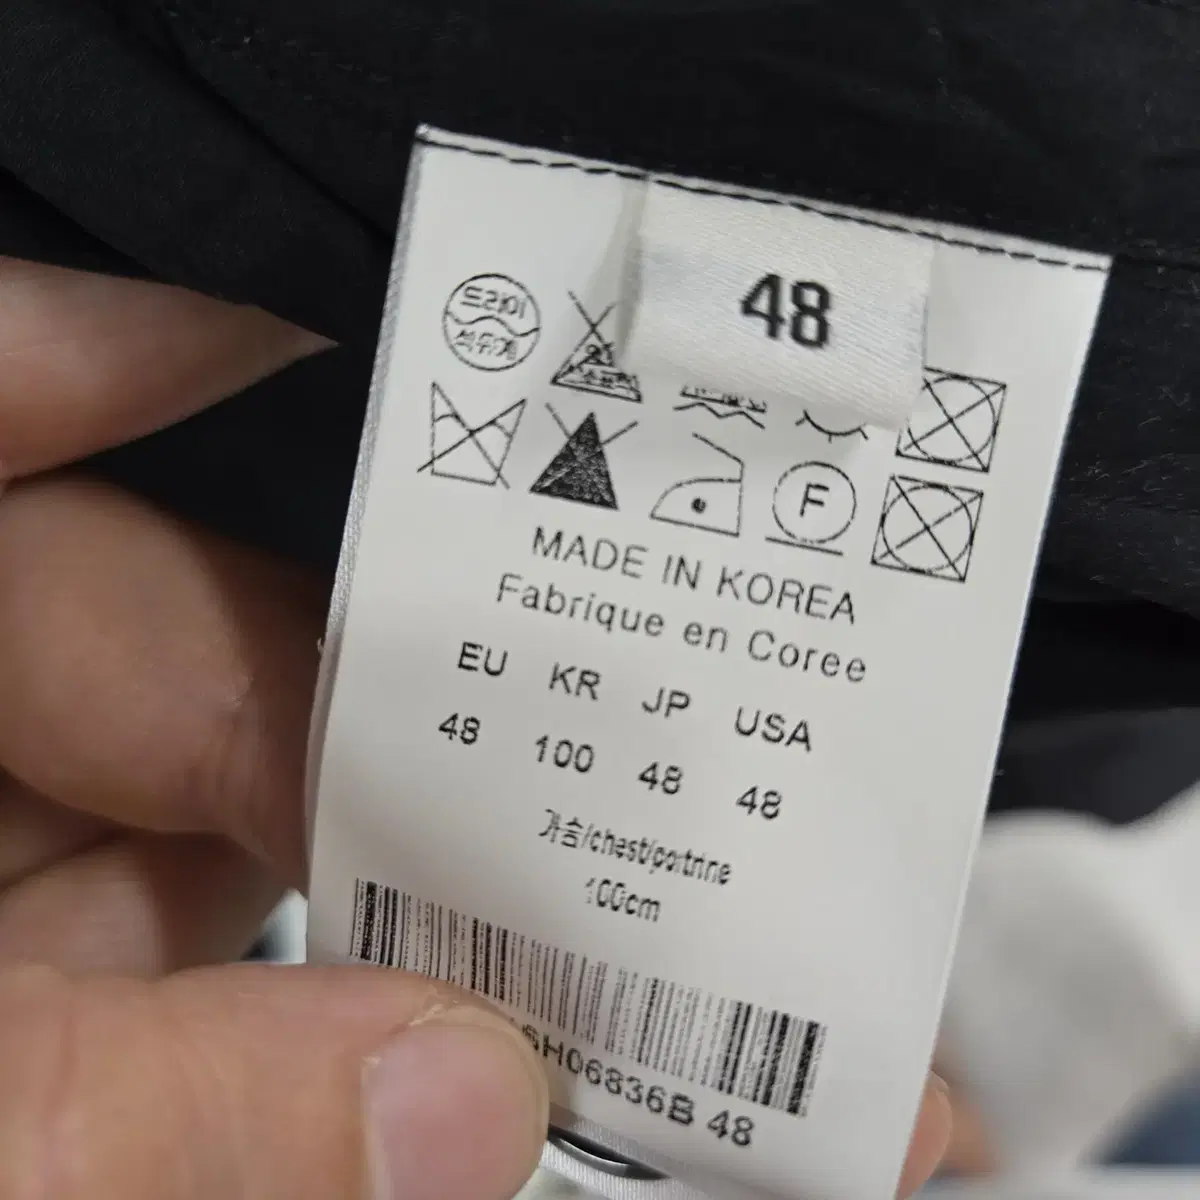 48
드라이
석유계
F
MADE IN KOREA
Fabrique en Coree
EU KR JP USA
48 100 48 48
가슴/chest/poitrine
100cm
6H06836B 48